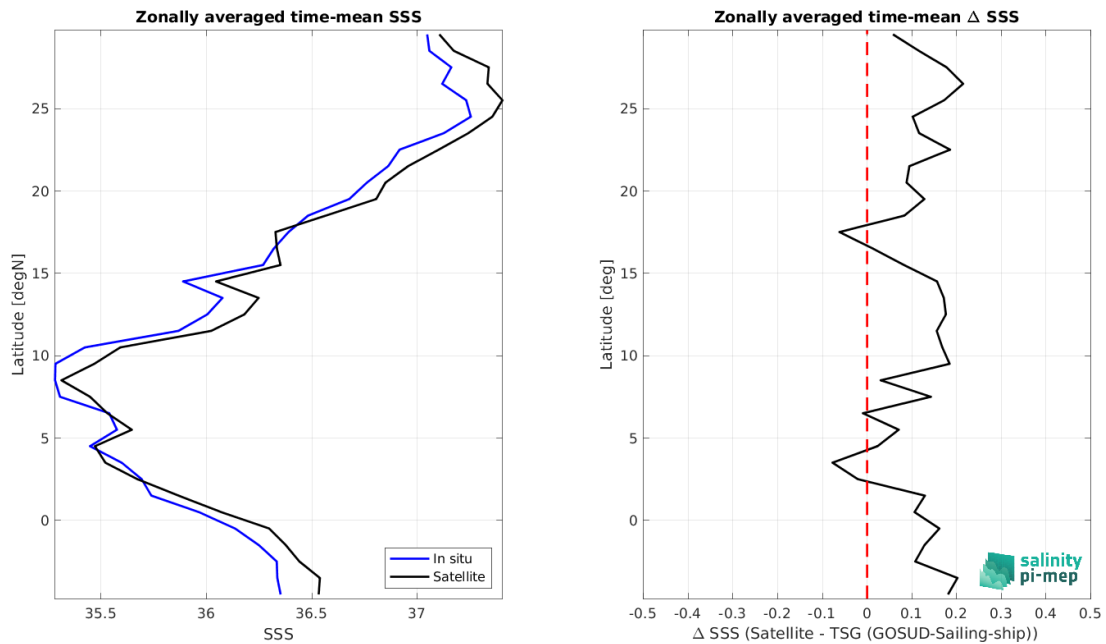 Zonally averaged time-mean SSS
Latitude [degN]
25
20
15
10
5
0
35.5
36
36.5
37
SSS
In situ
Satellite
Zonally averaged time-mean Δ SSS
Latitude [deg]
25
20
15
10
5
0
-0.5
-0.4
-0.3
-0.2
-0.1
0
0.1
0.2
0.3
0.4
0.5
Δ SSS (Satellite - TSG (GOSUD-Sailing-ship))
salinity
pi-mep